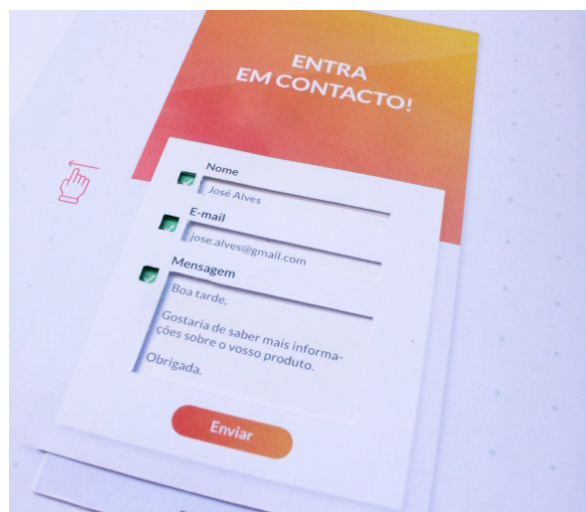 ENTRA
EM CONTACTO!
Nome
José Alves
E-mail
jose.alves@gmail.com
Mensagem
Boa tarde,
Gostaria de saber mais informa-
ções sobre o vosso produto.
Obrigada.
Enviar